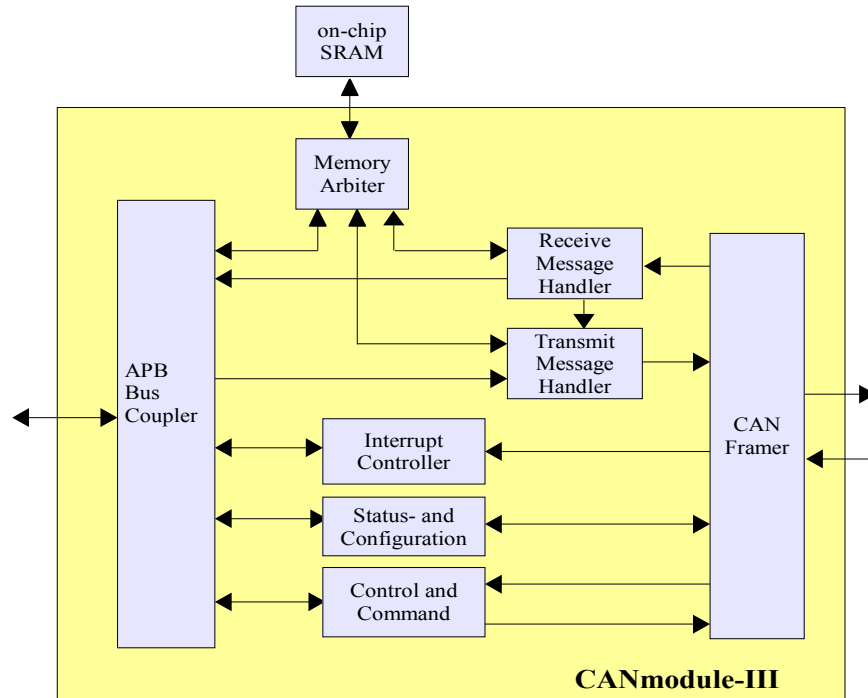 on-chip
SRAM
Memory
Arbiter
Receive
Message
Handler
Transmit
Message
Handler
APB
Bus
Coupler
CAN
Framer
Interrupt
Controller
Status- and
Configuration
Control and
Command
CANmodule-III